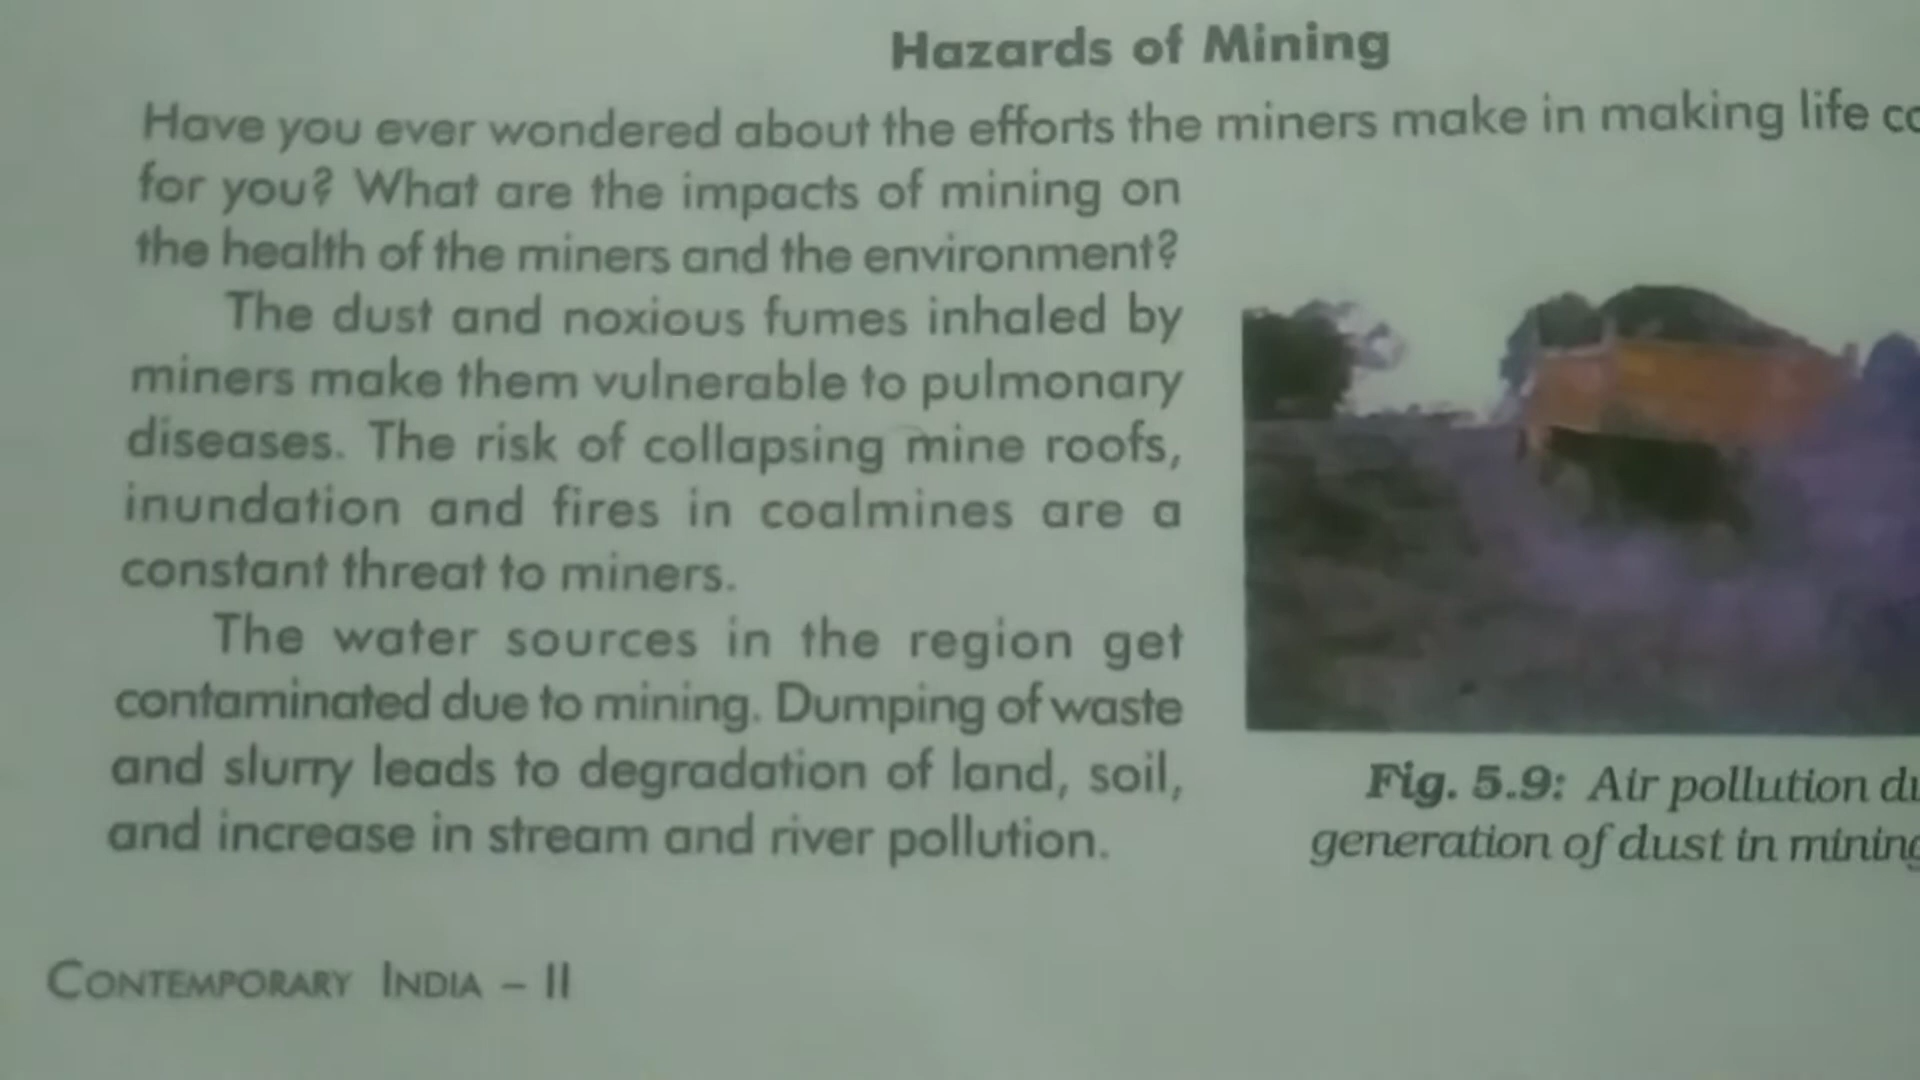 Hazards of Mining
Have you ever wondered about the efforts the miners make in making life
for you? What are the impacts of mining on
the health of the miners and the environment?
The dust and noxious fumes inhaled by
miners make them vulnerable to pulmonary
diseases. The risk of collapsing mine roofs,
inundation and fires in coalmines are a
constant threat to miners.
The water sources in the region get
contaminated due to mining. Dumping of waste
and slurry leads to degradation of land, soil,
and increase in stream and river pollution.
Fig. 5.9: Air pollution
generation of dust in mining
CONTEMPORARY INDIA – II